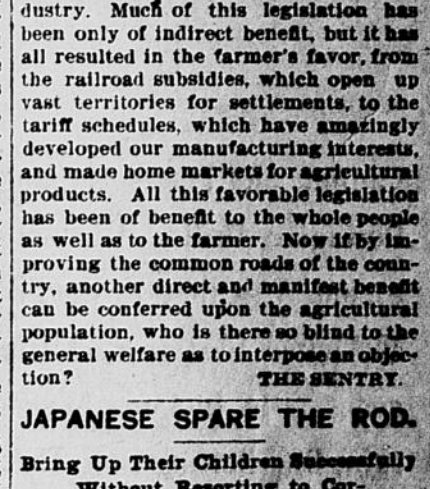 dustry. Much of this legislation has
been only of indirect benefit, but it has
all resulted in the farmer's favor, from
the railroad subsidies, which open up
vast territories for settlements, to the
tariff schedules, which have amazingly
developed our manufacturing interests,
and made home markets for agricultural
products. All this favorable legislation
has been of benefit to the whole people
as well as to the farmer. Now if by im-
proving the common roads of the coun-
try, another direct and manifest benefit
can be conferred upon the agricultural
population, who is there so blind to the
general welfare as to interpose an objec-
tion? THE SENTRY.
JAPANESE SPARE THE ROD.
Bring Up Their Children Successfully
Without Resorting to Cor-